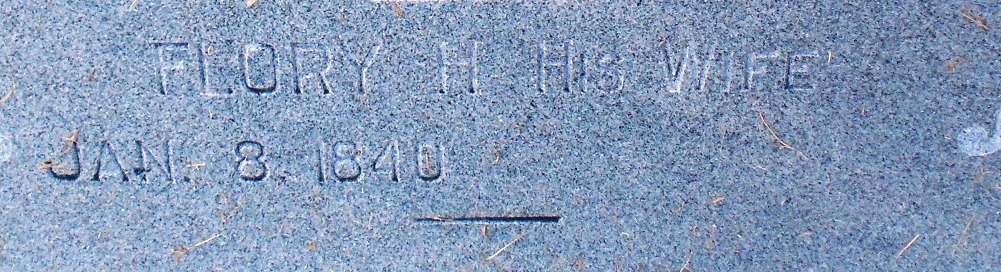 FLORY H HIS WIFE
JAN. 8. 1840